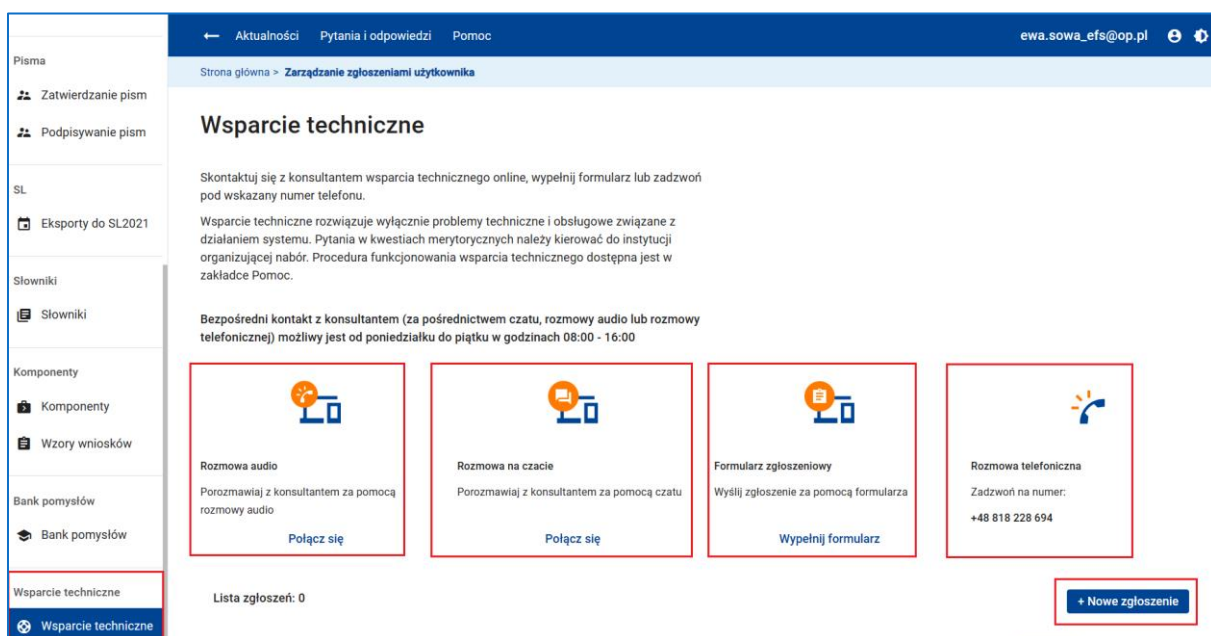 Pisma
Zatwierdzanie pism
Podpisywanie pism
SL
Eksporty do SL2021
Słowniki
Słowniki
Komponenty
Komponenty
Wzory wniosków
Bank pomysłów
Bank pomysłów
Wsparcie techniczne
Wsparcie techniczne
← Aktualności Pytania i odpowiedzi Pomoc ewa.sowa_efs@op.pl
Strona główna > Zarządzanie zgłoszeniami użytkownika
Wsparcie techniczne
Skontaktuj się z konsultantem wsparcia technicznego online, wypełnij formularz lub zadzwoń
pod wskazany numer telefonu.
Wsparcie techniczne rozwiązuje wyłącznie problemy techniczne i obsługowe związane z
działaniem systemu. Pytania w kwestiach merytorycznych należy kierować do instytucji
organizującej nabór. Procedura funkcjonowania wsparcia technicznego dostępna jest w
zakładce Pomoc.
Bezpośredni kontakt z konsultantem (za pośrednictwem czatu, rozmowy audio lub rozmowy
telefonicznej) możliwy jest od poniedziałku do piątku w godzinach 08:00 - 16:00
Rozmowa audio
Porozmawiaj z konsultantem za pomocą
rozmowy audio
Połącz się
Rozmowa na czacie
Porozmawiaj z konsultantem za pomocą czatu
Połącz się
Formularz zgłoszeniowy
Wyślij zgłoszenie za pomocą formularza
Wypełnij formularz
Rozmowa telefoniczna
Zadzwoń na numer:
+48 818 228 694
Lista zgłoszeń: 0
+ Nowe zgłoszenie